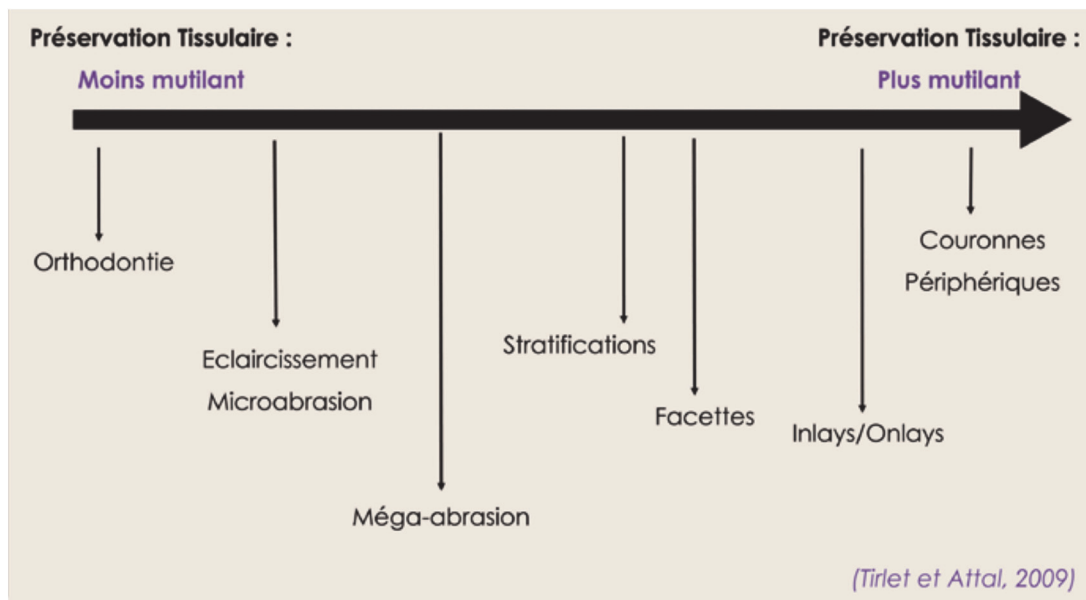 Préservation Tissulaire :
Moins mutilant
Préservation Tissulaire :
Plus mutilant
Orthodontie
Eclaircissement
Microabrasion
Méga-abrasion
Stratifications
Facettes
Inlays/Onlays
Couronnes
Périphériques
(Tirlet et Attal, 2009)